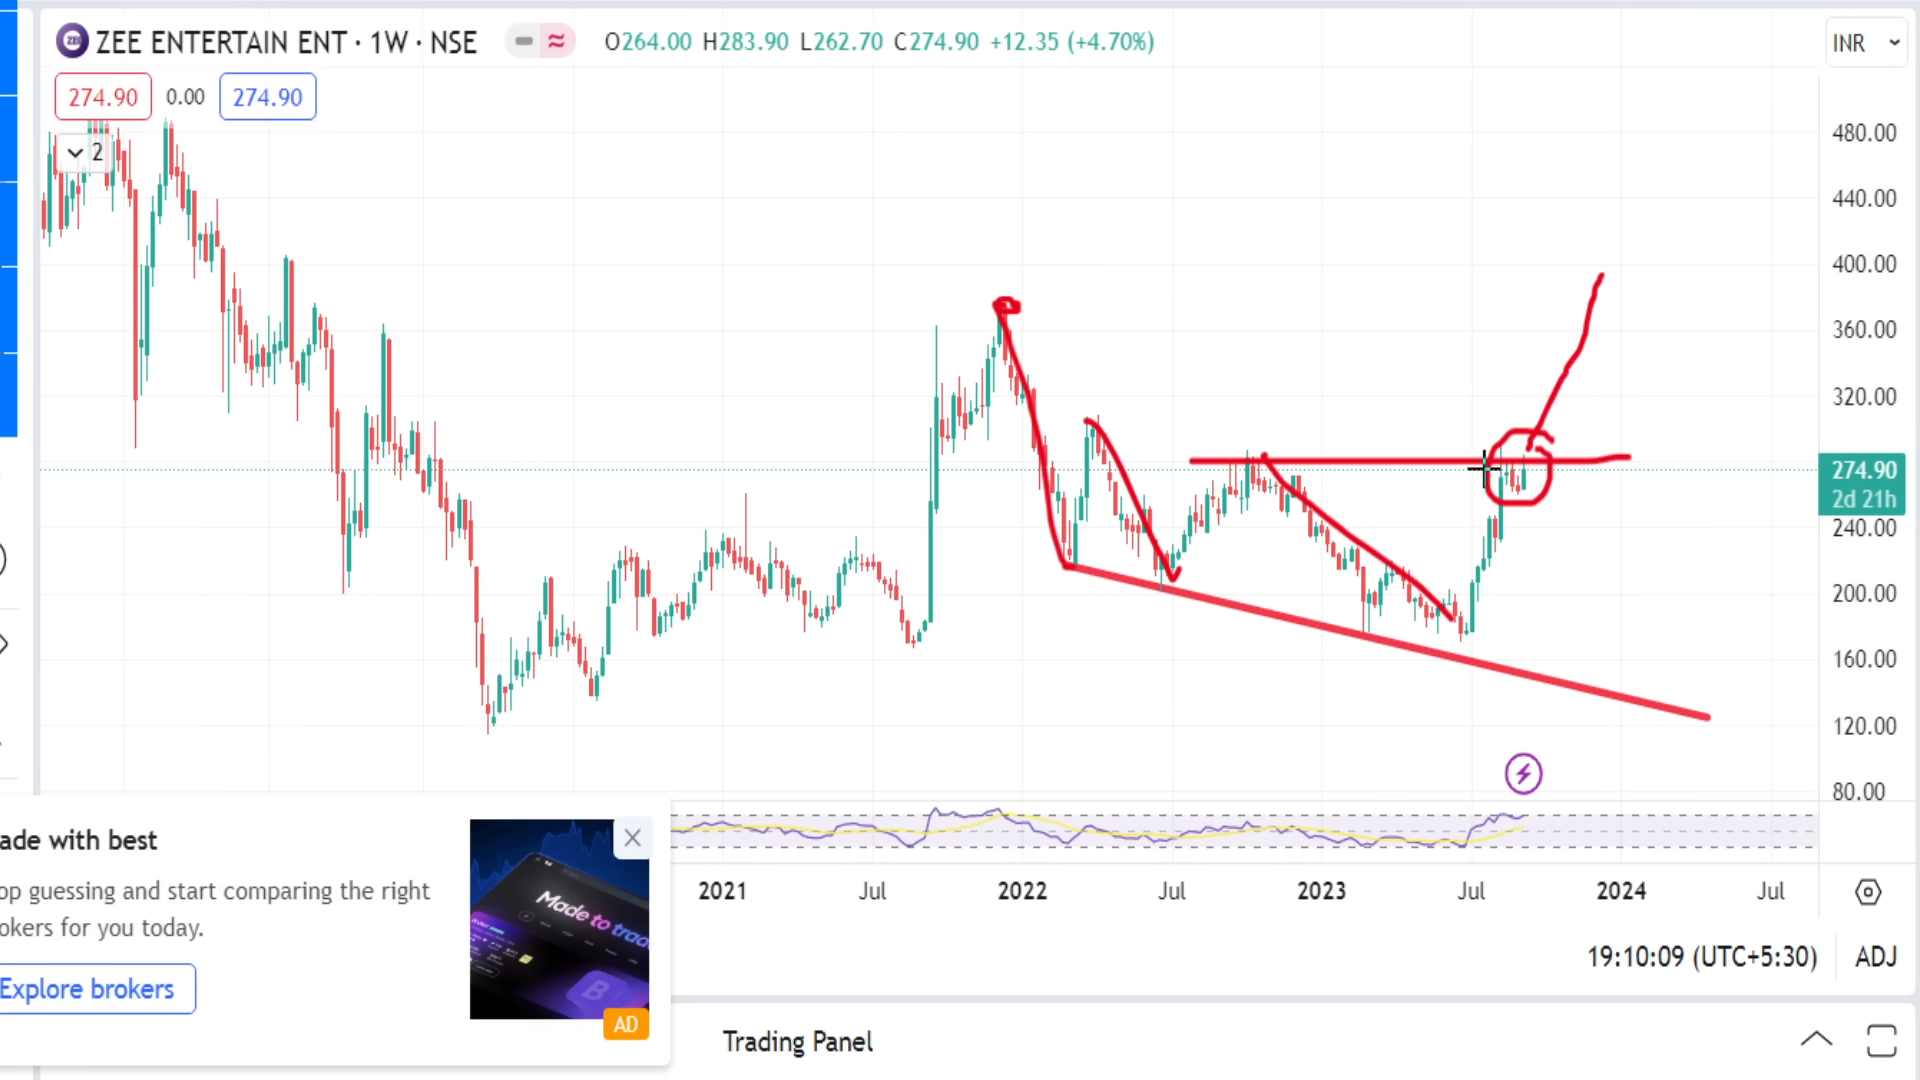 ZEE ENTERTAIN ENT · 1W · NSE O264.00 H283.90 L262.70 C274.90 +12.35 (+4.70%) INR
274.90 0.00 274.90
2
480.00
440.00
400.00
360.00
320.00
274.90
2d 21h
240.00
200.00
160.00
120.00
80.00
ade with best
op guessing and start comparing the right
okers for you today.
Explore brokers
Made to trad
B
AD
2021 Jul 2022 Jul 2023 Jul 2024 Jul
19:10:09 (UTC+5:30) ADJ
Trading Panel